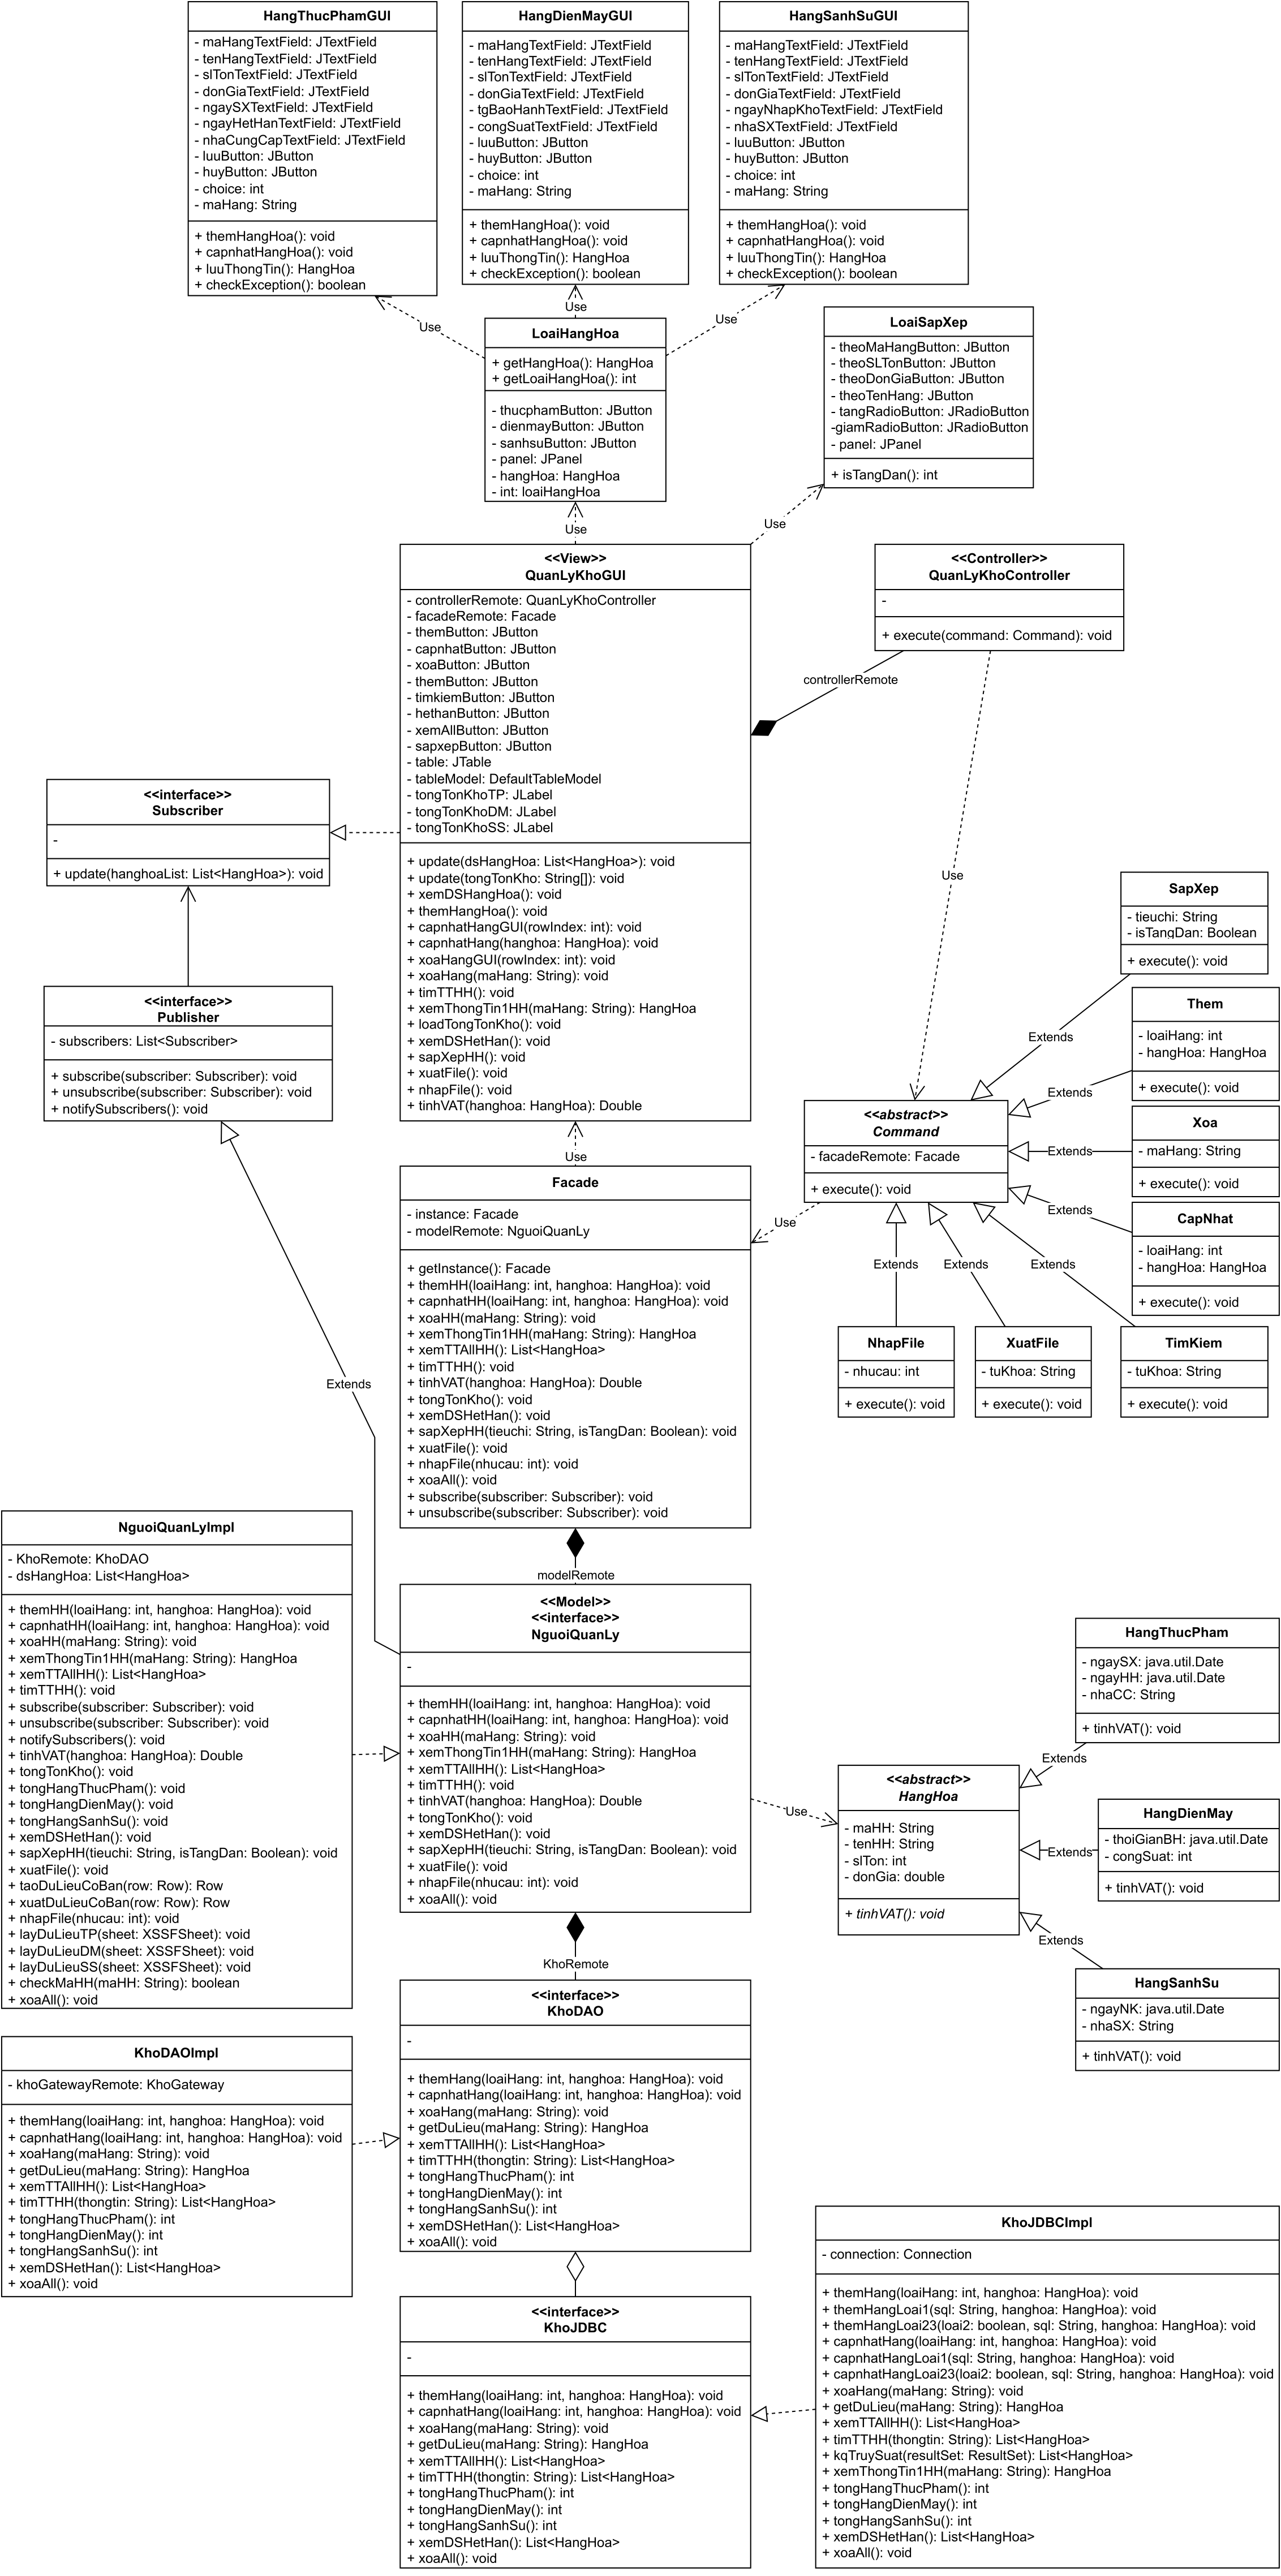 HangThucPhamGUI
- maHangTextField: JTextField
- tenHangTextField: JTextField
- slTonTextField: JTextField
- donGiaTextField: JTextField
- ngaySXTextField: JTextField
- ngayHetHanTextField: JTextField
- nhaCungCapTextField: JTextField
- luuButton: JButton
- huyButton: JButton
- choice: int
- maHang: String
+ themHangHoa(): void
+ capnhatHangHoa(): void
+ luuThongTin(): HangHoa
+ checkException(): boolean
HangDienMayGUI
- maHangTextField: JTextField
- tenHangTextField: JTextField
- slTonTextField: JTextField
- donGiaTextField: JTextField
- tgBaoHanhTextField: JTextField
- congSuatTextField: JTextField
- luuButton: JButton
- huyButton: JButton
- choice: int
- maHang: String
+ themHangHoa(): void
+ capnhatHangHoa(): void
+ luuThongTin(): HangHoa
+ checkException(): boolean
HangSanhSuGUI
- maHangTextField: JTextField
- tenHangTextField: JTextField
- slTonTextField: JTextField
- donGiaTextField: JTextField
- ngayNhapKhoTextField: JTextField
- nhaSXTextField: JTextField
- luuButton: JButton
- huyButton: JButton
- choice: int
- maHang: String
+ themHangHoa(): void
+ capnhatHangHoa(): void
+ luuThongTin(): HangHoa
+ checkException(): boolean
Use
Use
Use
LoaiHangHoa
+ getHangHoa(): HangHoa
+ getLoaiHangHoa(): int
- thucphamButton: JButton
- dienmayButton: JButton
- sanhsuButton: JButton
- panel: JPanel
- hangHoa: HangHoa
- int: loaiHangHoa
LoaiSapXep
- theoMaHangButton: JButton
- theoSLTonButton: JButton
- theoDonGiaButton: JButton
- theoTenHang: JButton
- tangRadioButton: JRadioButton
-giamRadioButton: JRadioButton
- panel: JPanel
+ isTangDan(): int
Use
Use
<<View>>
QuanLyKhoGUI
- controllerRemote: QuanLyKhoController
- facadeRemote: Facade
- themButton: JButton
- capnhatButton: JButton
- xoaButton: JButton
- themButton: JButton
- timkiemButton: JButton
- hethanButton: JButton
- xemAllButton: JButton
- sapxepButton: JButton
- table: JTable
- tableModel: DefaultTableModel
- tongTonKhoTP: JLabel
- tongTonKhoDM: JLabel
- tongTonKhoSS: JLabel
+ update(dsHangHoa: List<HangHoa>): void
+ update(tongTonKho: String[]): void
+ xemDSHangHoa(): void
+ themHangHoa(): void
+ capnhatHangGUI(rowIndex: int): void
+ capnhatHang(hanghoa: HangHoa): void
+ xoaHangGUI(rowIndex: int): void
+ xoaHang(maHang: String): void
+ timTTHH(): void
+ xemThongTin1HH(maHang: String): HangHoa
+ loadTongTonKho(): void
+ xemDSHetHan(): void
+ sapXepHH(): void
+ xuatFile(): void
+ nhapFile(): void
+ tinhVAT(hanghoa: HangHoa): Double
<<Controller>>
QuanLyKhoController
-
+ execute(command: Command): void
controllerRemote
Use
<<interface>>
Subscriber
-
+ update(hanghoaList: List<HangHoa>): void
<<interface>>
Publisher
- subscribers: List<Subscriber>
+ subscribe(subscriber: Subscriber): void
+ unsubscribe(subscriber: Subscriber): void
+ notifySubscribers(): void
Extends
SapXep
- tieuchi: String
- isTangDan: Boolean
+ execute(): void
Extends
Them
- loaiHang: int
- hangHoa: HangHoa
+ execute(): void
Extends
Xoa
- maHang: String
+ execute(): void
Extends
CapNhat
- loaiHang: int
- hangHoa: HangHoa
+ execute(): void
Extends
<<abstract>>
Command
- facadeRemote: Facade
+ execute(): void
Use
Extends
Extends
Extends
NhapFile
- nhucau: int
+ execute(): void
XuatFile
- tuKhoa: String
+ execute(): void
TimKiem
- tuKhoa: String
+ execute(): void
Use
Facade
- instance: Facade
- modelRemote: NguoiQuanLy
+ getInstance(): Facade
+ themHH(loaiHang: int, hanghoa: HangHoa): void
+ capnhatHH(loaiHang: int, hanghoa: HangHoa): void
+ xoaHH(maHang: String): void
+ xemThongTin1HH(maHang: String): HangHoa
+ xemTTAllHH(): List<HangHoa>
+ timTTHH(): void
+ tinhVAT(hanghoa: HangHoa): Double
+ tongTonKho(): void
+ xemDSHetHan(): void
+ sapXepHH(tieuchi: String, isTangDan: Boolean): void
+ xuatFile(): void
+ nhapFile(nhucau: int): void
+ xoaAll(): void
+ subscribe(subscriber: Subscriber): void
+ unsubscribe(subscriber: Subscriber): void
modelRemote
NguoiQuanLyImpl
- KhoRemote: KhoDAO
- dsHangHoa: List<HangHoa>
+ themHH(loaiHang: int, hanghoa: HangHoa): void
+ capnhatHH(loaiHang: int, hanghoa: HangHoa): void
+ xoaHH(maHang: String): void
+ xemThongTin1HH(maHang: String): HangHoa
+ xemTTAllHH(): List<HangHoa>
+ timTTHH(): void
+ subscribe(subscriber: Subscriber): void
+ unsubscribe(subscriber: Subscriber): void
+ notifySubscribers(): void
+ tinhVAT(hanghoa: HangHoa): Double
+ tongTonKho(): void
+ tongHangThucPham(): void
+ tongHangDienMay(): void
+ tongHangSanhSu(): void
+ xemDSHetHan(): void
+ sapXepHH(tieuchi: String, isTangDan: Boolean): void
+ xuatFile(): void
+ taoDuLieuCoBan(row: Row): Row
+ xuatDuLieuCoBan(row: Row): Row
+ nhapFile(nhucau: int): void
+ layDuLieuTP(sheet: XSSFSheet): void
+ layDuLieuDM(sheet: XSSFSheet): void
+ layDuLieuSS(sheet: XSSFSheet): void
+ checkMaHH(maHH: String): boolean
+ xoaAll(): void
<<Model>>
<<interface>>
NguoiQuanLy
-
+ themHH(loaiHang: int, hanghoa: HangHoa): void
+ capnhatHH(loaiHang: int, hanghoa: HangHoa): void
+ xoaHH(maHang: String): void
+ xemThongTin1HH(maHang: String): HangHoa
+ xemTTAllHH(): List<HangHoa>
+ timTTHH(): void
+ tinhVAT(hanghoa: HangHoa): Double
+ tongTonKho(): void
+ xemDSHetHan(): void
+ sapXepHH(tieuchi: String, isTangDan: Boolean): void
+ xuatFile(): void
+ nhapFile(nhucau: int): void
+ xoaAll(): void
Use
<<abstract>>
HangHoa
- maHH: String
- tenHH: String
- slTon: int
- donGia: double
+ tinhVAT(): void
HangThucPham
- ngaySX: java.util.Date
- ngayHH: java.util.Date
- nhaCC: String
+ tinhVAT(): void
Extends
HangDienMay
- thoiGianBH: java.util.Date
- congSuat: int
+ tinhVAT(): void
Extends
Extends
HangSanhSu
- ngayNK: java.util.Date
- nhaSX: String
+ tinhVAT(): void
KhoRemote
<<interface>>
KhoDAO
-
+ themHang(loaiHang: int, hanghoa: HangHoa): void
+ capnhatHang(loaiHang: int, hanghoa: HangHoa): void
+ xoaHang(maHang: String): void
+ getDuLieu(maHang: String): HangHoa
+ xemTTAllHH(): List<HangHoa>
+ timTTHH(thongtin: String): List<HangHoa>
+ tongHangThucPham(): int
+ tongHangDienMay(): int
+ tongHangSanhSu(): int
+ xemDSHetHan(): List<HangHoa>
+ xoaAll(): void
KhoDAOImpl
- khoGatewayRemote: KhoGateway
+ themHang(loaiHang: int, hanghoa: HangHoa): void
+ capnhatHang(loaiHang: int, hanghoa: HangHoa): void
+ xoaHang(maHang: String): void
+ getDuLieu(maHang: String): HangHoa
+ xemTTAllHH(): List<HangHoa>
+ timTTHH(thongtin: String): List<HangHoa>
+ tongHangThucPham(): int
+ tongHangDienMay(): int
+ tongHangSanhSu(): int
+ xemDSHetHan(): List<HangHoa>
+ xoaAll(): void
<<interface>>
KhoJDBC
-
+ themHang(loaiHang: int, hanghoa: HangHoa): void
+ capnhatHang(loaiHang: int, hanghoa: HangHoa): void
+ xoaHang(maHang: String): void
+ getDuLieu(maHang: String): HangHoa
+ xemTTAllHH(): List<HangHoa>
+ timTTHH(thongtin: String): List<HangHoa>
+ tongHangThucPham(): int
+ tongHangDienMay(): int
+ tongHangSanhSu(): int
+ xemDSHetHan(): List<HangHoa>
+ xoaAll(): void
KhoJDBCImpl
- connection: Connection
+ themHang(loaiHang: int, hanghoa: HangHoa): void
+ themHangLoai1(sql: String, hanghoa: HangHoa): void
+ themHangLoai23(loai2: boolean, sql: String, hanghoa: HangHoa): void
+ capnhatHang(loaiHang: int, hanghoa: HangHoa): void
+ capnhatHangLoai1(sql: String, hanghoa: HangHoa): void
+ capnhatHangLoai23(loai2: boolean, sql: String, hanghoa: HangHoa): void
+ xoaHang(maHang: String): void
+ getDuLieu(maHang: String): HangHoa
+ xemTTAllHH(): List<HangHoa>
+ timTTHH(thongtin: String): List<HangHoa>
+ kqTruySuat(resultSet: ResultSet): List<HangHoa>
+ xemThongTin1HH(maHang: String): HangHoa
+ tongHangThucPham(): int
+ tongHangDienMay(): int
+ tongHangSanhSu(): int
+ xemDSHetHan(): List<HangHoa>
+ xoaAll(): void